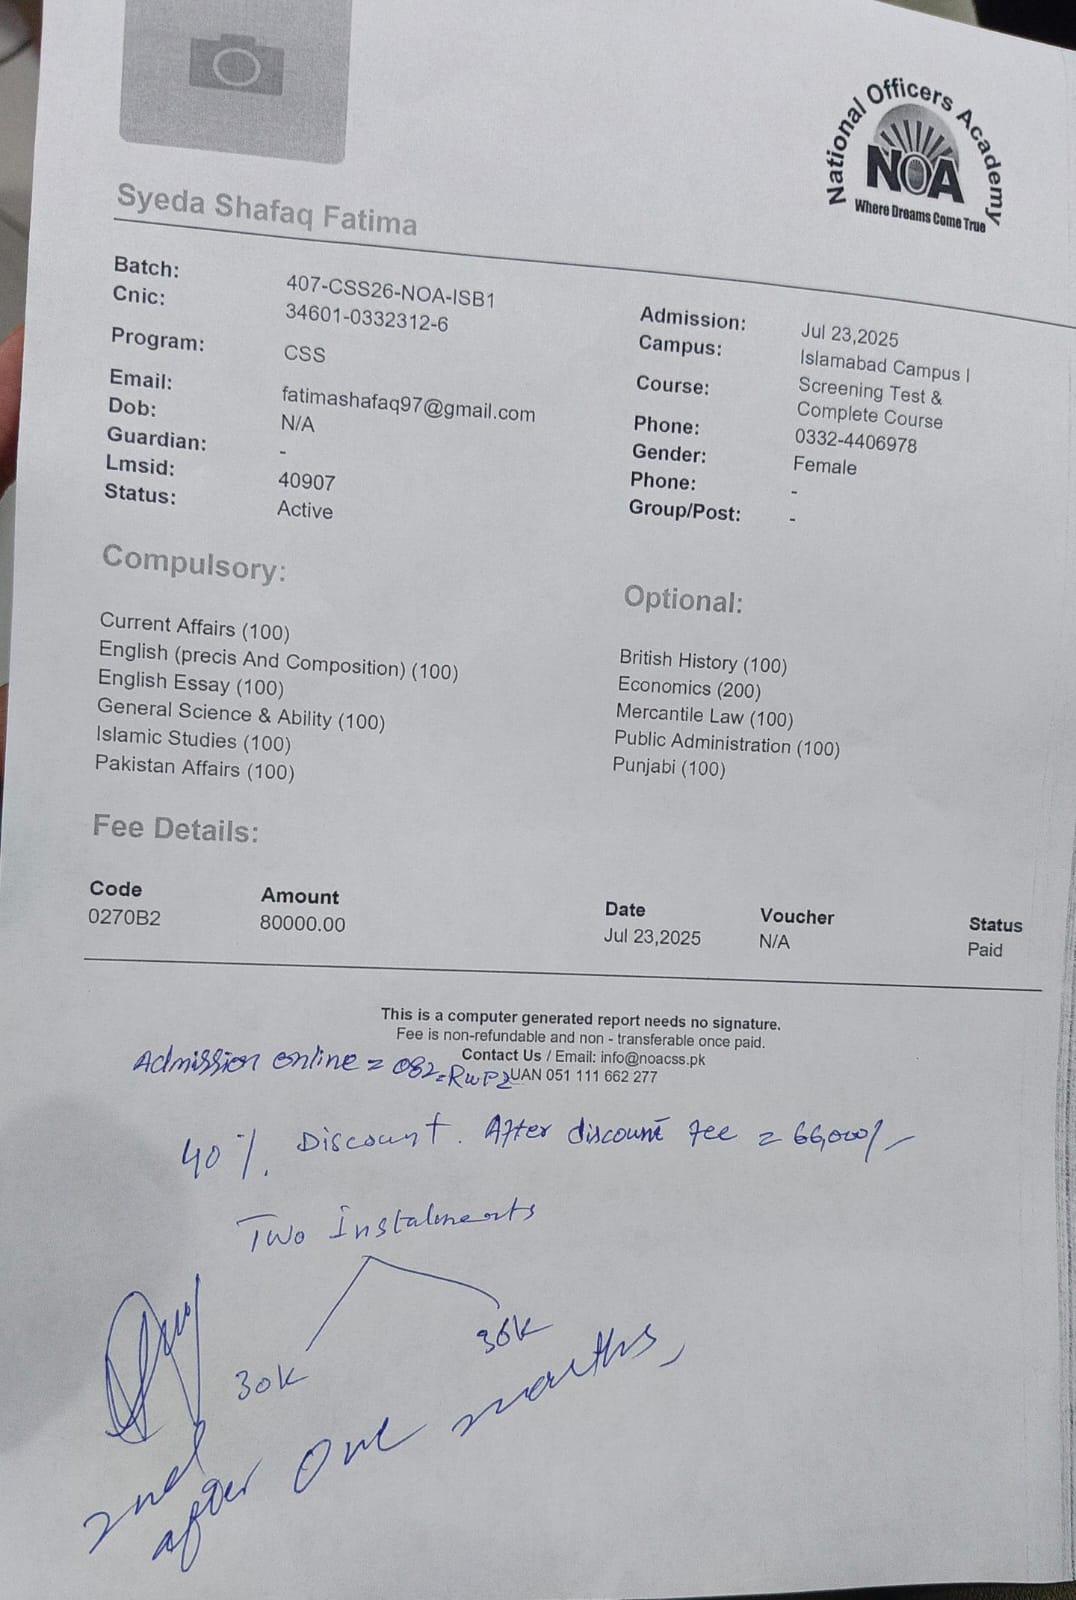 National Officers Academy
NOA
Where Dreams Come True
Syeda Shafaq Fatima
Batch: 407-CSS26-NOA-ISB1
Cnic: 34601-0332312-6
Program: CSS
Email: fatimashafaq97@gmail.com
Dob: N/A
Guardian: -
Lmsid: 40907
Status: Active
Admission: Jul 23,2025
Campus: Islamabad Campus I
Course: Screening Test &
Complete Course
Phone: 0332-4406978
Gender: Female
Phone: -
Group/Post: -
Compulsory:
Current Affairs (100)
English (precis And Composition) (100)
English Essay (100)
General Science & Ability (100)
Islamic Studies (100)
Pakistan Affairs (100)
Optional:
British History (100)
Economics (200)
Mercantile Law (100)
Public Administration (100)
Punjabi (100)
Fee Details:
Code Amount Date Voucher Status
0270B2 80000.00 Jul 23,2025 N/A Paid
This is a computer generated report needs no signature.
Fee is non-refundable and non - transferable once paid.
Contact Us / Email: info@noacss.pk
UAN 051 111 662 277
Admission online = 082-RWP2
40%. Discount. After discount fee = 66,000/-
Two Instalments
30K 36K
2nd after one months,